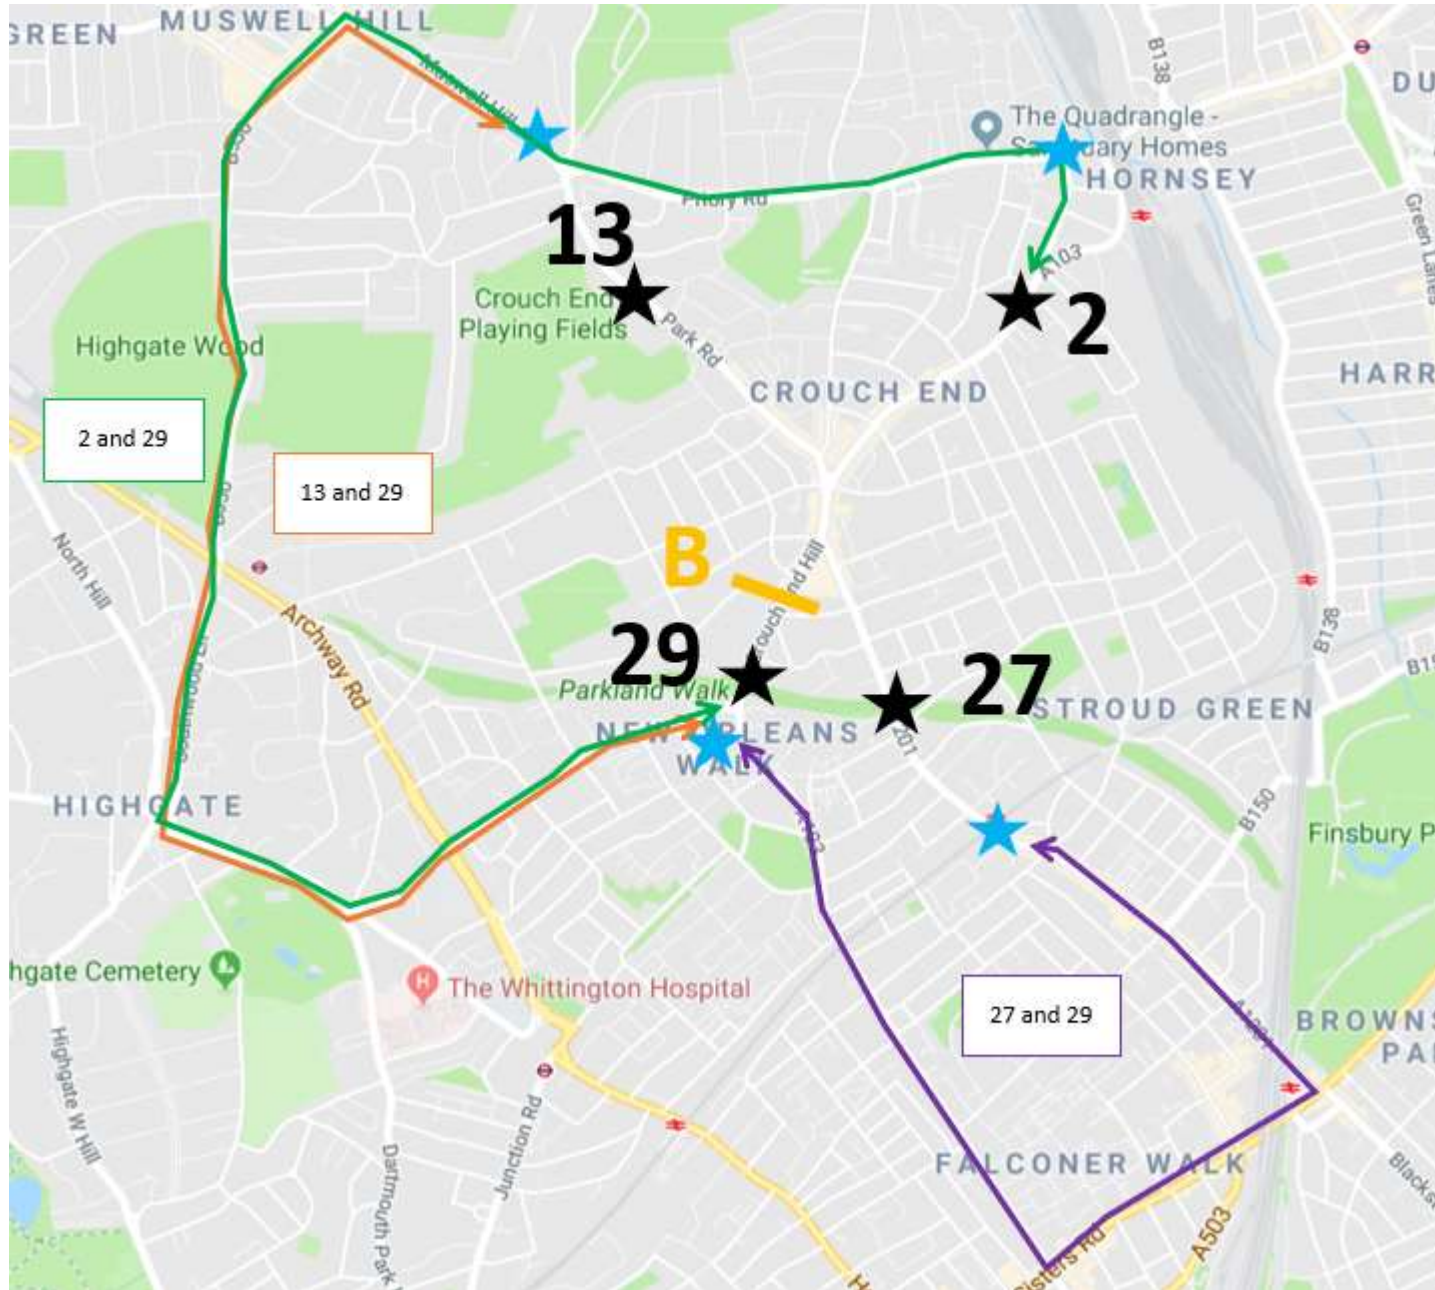 MUSWELL HILL
GREEN
B138
DU
Muswell Hill
The Quadrangle -
Sanctuary Homes
HORNSEY
Priory Rd
Green Lanes
13
A103
Crouch End
Playing Fields
Park Rd
2
Highgate Wood
HARR
CROUCH END
2 and 29
13 and 29
North Hill
B
Crouch End Hill
Archway Rd
B138
29
27
Parkland Walk
STROUD GREEN
NEW ORLEANS
WALK
HIGHGATE
B150
Finsbury P
hgate Cemetery
The Whittington Hospital
27 and 29
BROWNS
PA
Highgate W Hill
Junction Rd
Dartmouth Park
FALCONER WALK
A503
Sisters Rd